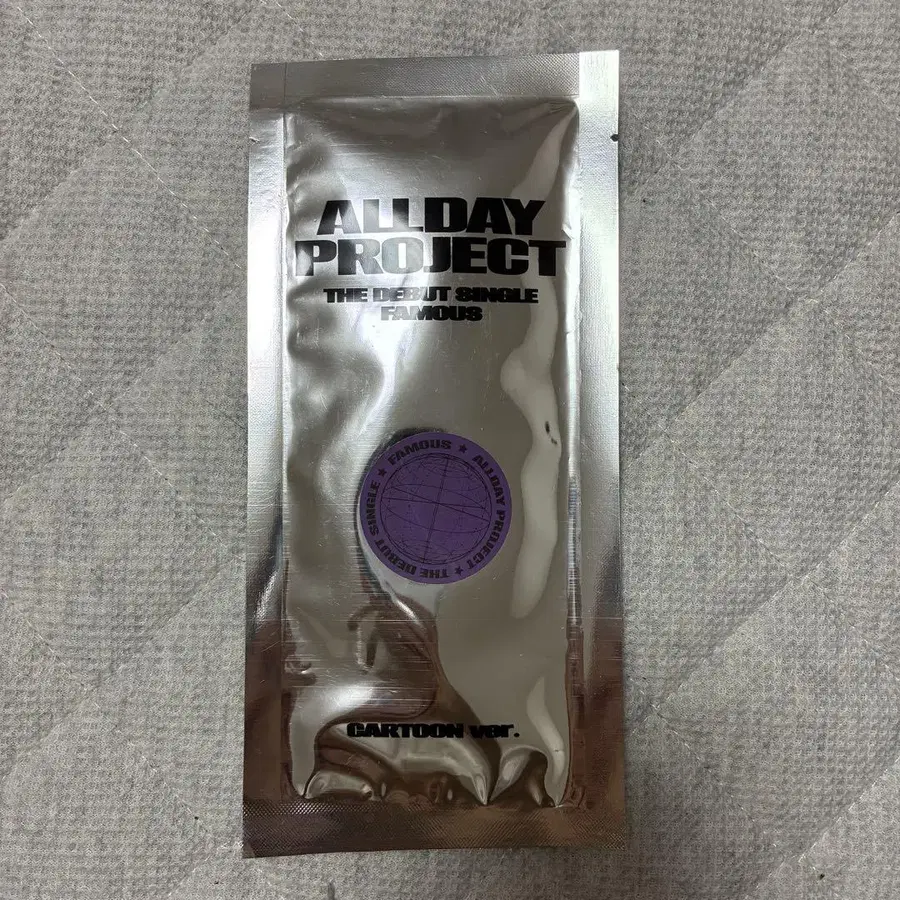 ALLDAY
PROJECT
THE DEBUT SINGLE
FAMOUS
FAMOUS ★ ALLDAY PROJECT ★ THE DEBUT SINGLE ★
CARTOON ver.